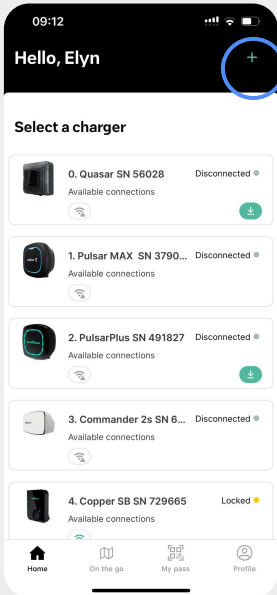 09:12
Hello, Elyn
+
Select a charger
0. Quasar SN 56028 Disconnected
Available connections
1. Pulsar MAX SN 3790... Disconnected
Available connections
2. PulsarPlus SN 491827 Disconnected
Available connections
3. Commander 2s SN 6... Disconnected
Available connections
4. Copper SB SN 729665 Locked
Available connections
Home On the go My pass Profile